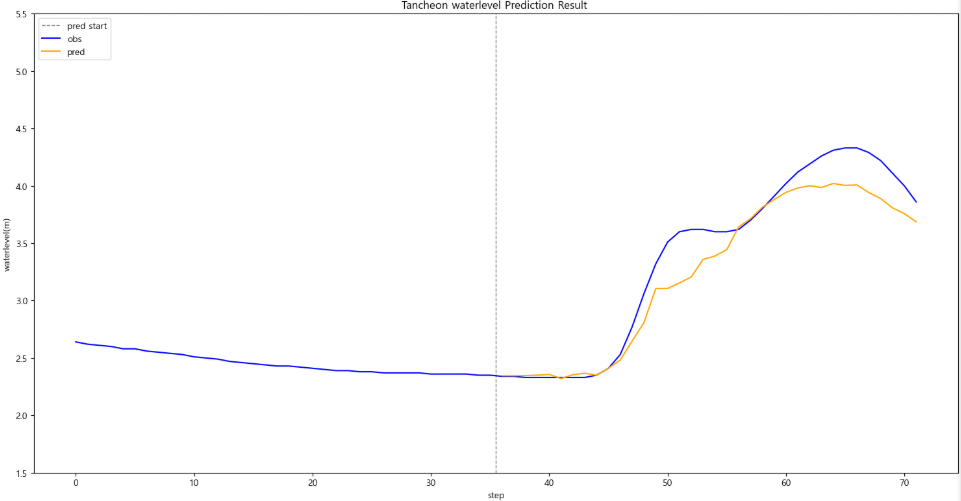 Tancheon waterlevel Prediction Result
pred start
obs
pred
5.5
5.0
4.5
4.0
3.5
3.0
2.5
2.0
1.5
waterlevel(m)
0 10 20 30 40 50 60 70
step